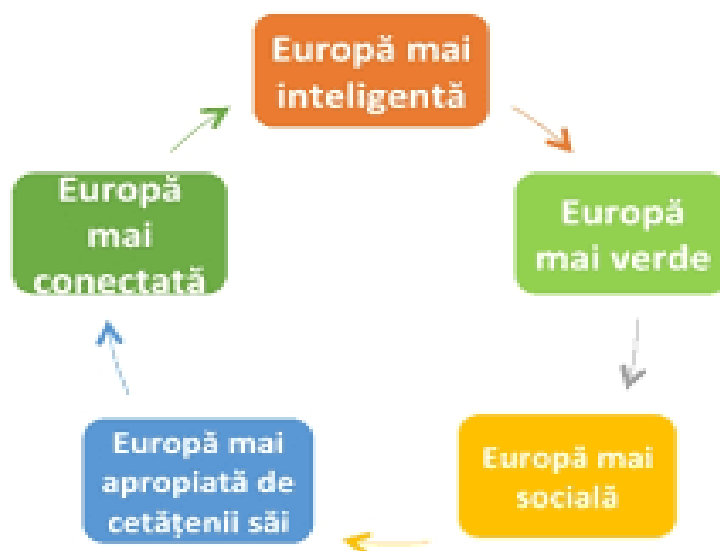 Europă mai
inteligentă
Europă
mai verde
Europă mai
socială
Europă mai
apropiată de
cetățenii săi
Europă
mai
conectată